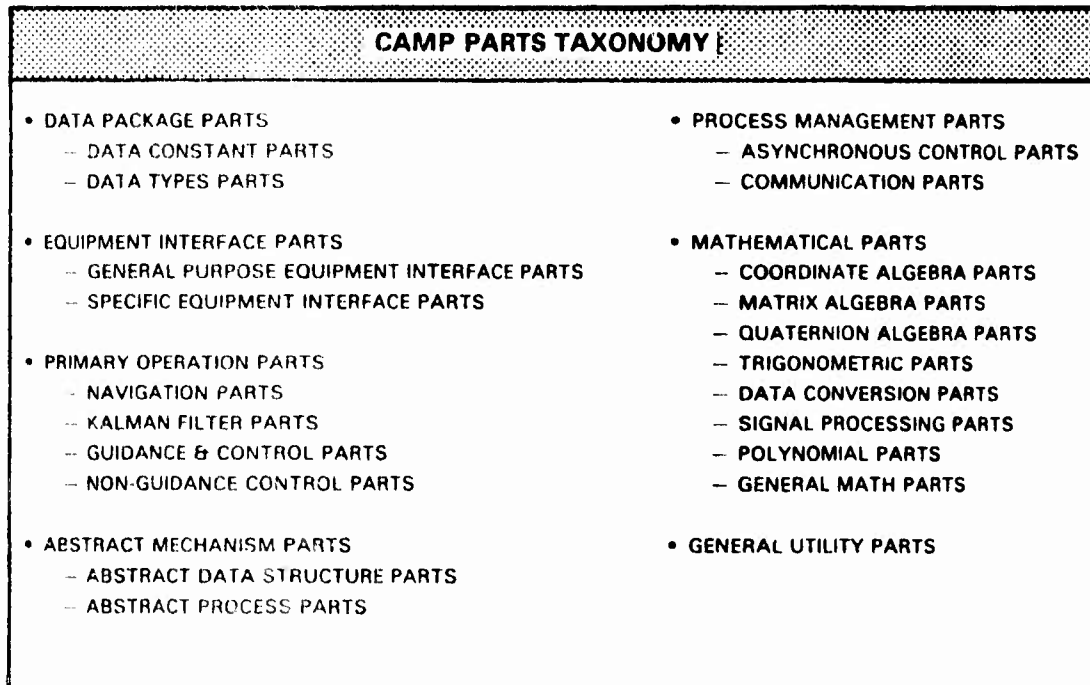 CAMP PARTS TAXONOMY
• DATA PACKAGE PARTS
– DATA CONSTANT PARTS
– DATA TYPES PARTS
• EQUIPMENT INTERFACE PARTS
– GENERAL PURPOSE EQUIPMENT INTERFACE PARTS
– SPECIFIC EQUIPMENT INTERFACE PARTS
• PRIMARY OPERATION PARTS
– NAVIGATION PARTS
– KALMAN FILTER PARTS
– GUIDANCE & CONTROL PARTS
– NON-GUIDANCE CONTROL PARTS
• ABSTRACT MECHANISM PARTS
– ABSTRACT DATA STRUCTURE PARTS
– ABSTRACT PROCESS PARTS
• PROCESS MANAGEMENT PARTS
– ASYNCHRONOUS CONTROL PARTS
– COMMUNICATION PARTS
• MATHEMATICAL PARTS
– COORDINATE ALGEBRA PARTS
– MATRIX ALGEBRA PARTS
– QUATERNION ALGEBRA PARTS
– TRIGONOMETRIC PARTS
– DATA CONVERSION PARTS
– SIGNAL PROCESSING PARTS
– POLYNOMIAL PARTS
– GENERAL MATH PARTS
• GENERAL UTILITY PARTS